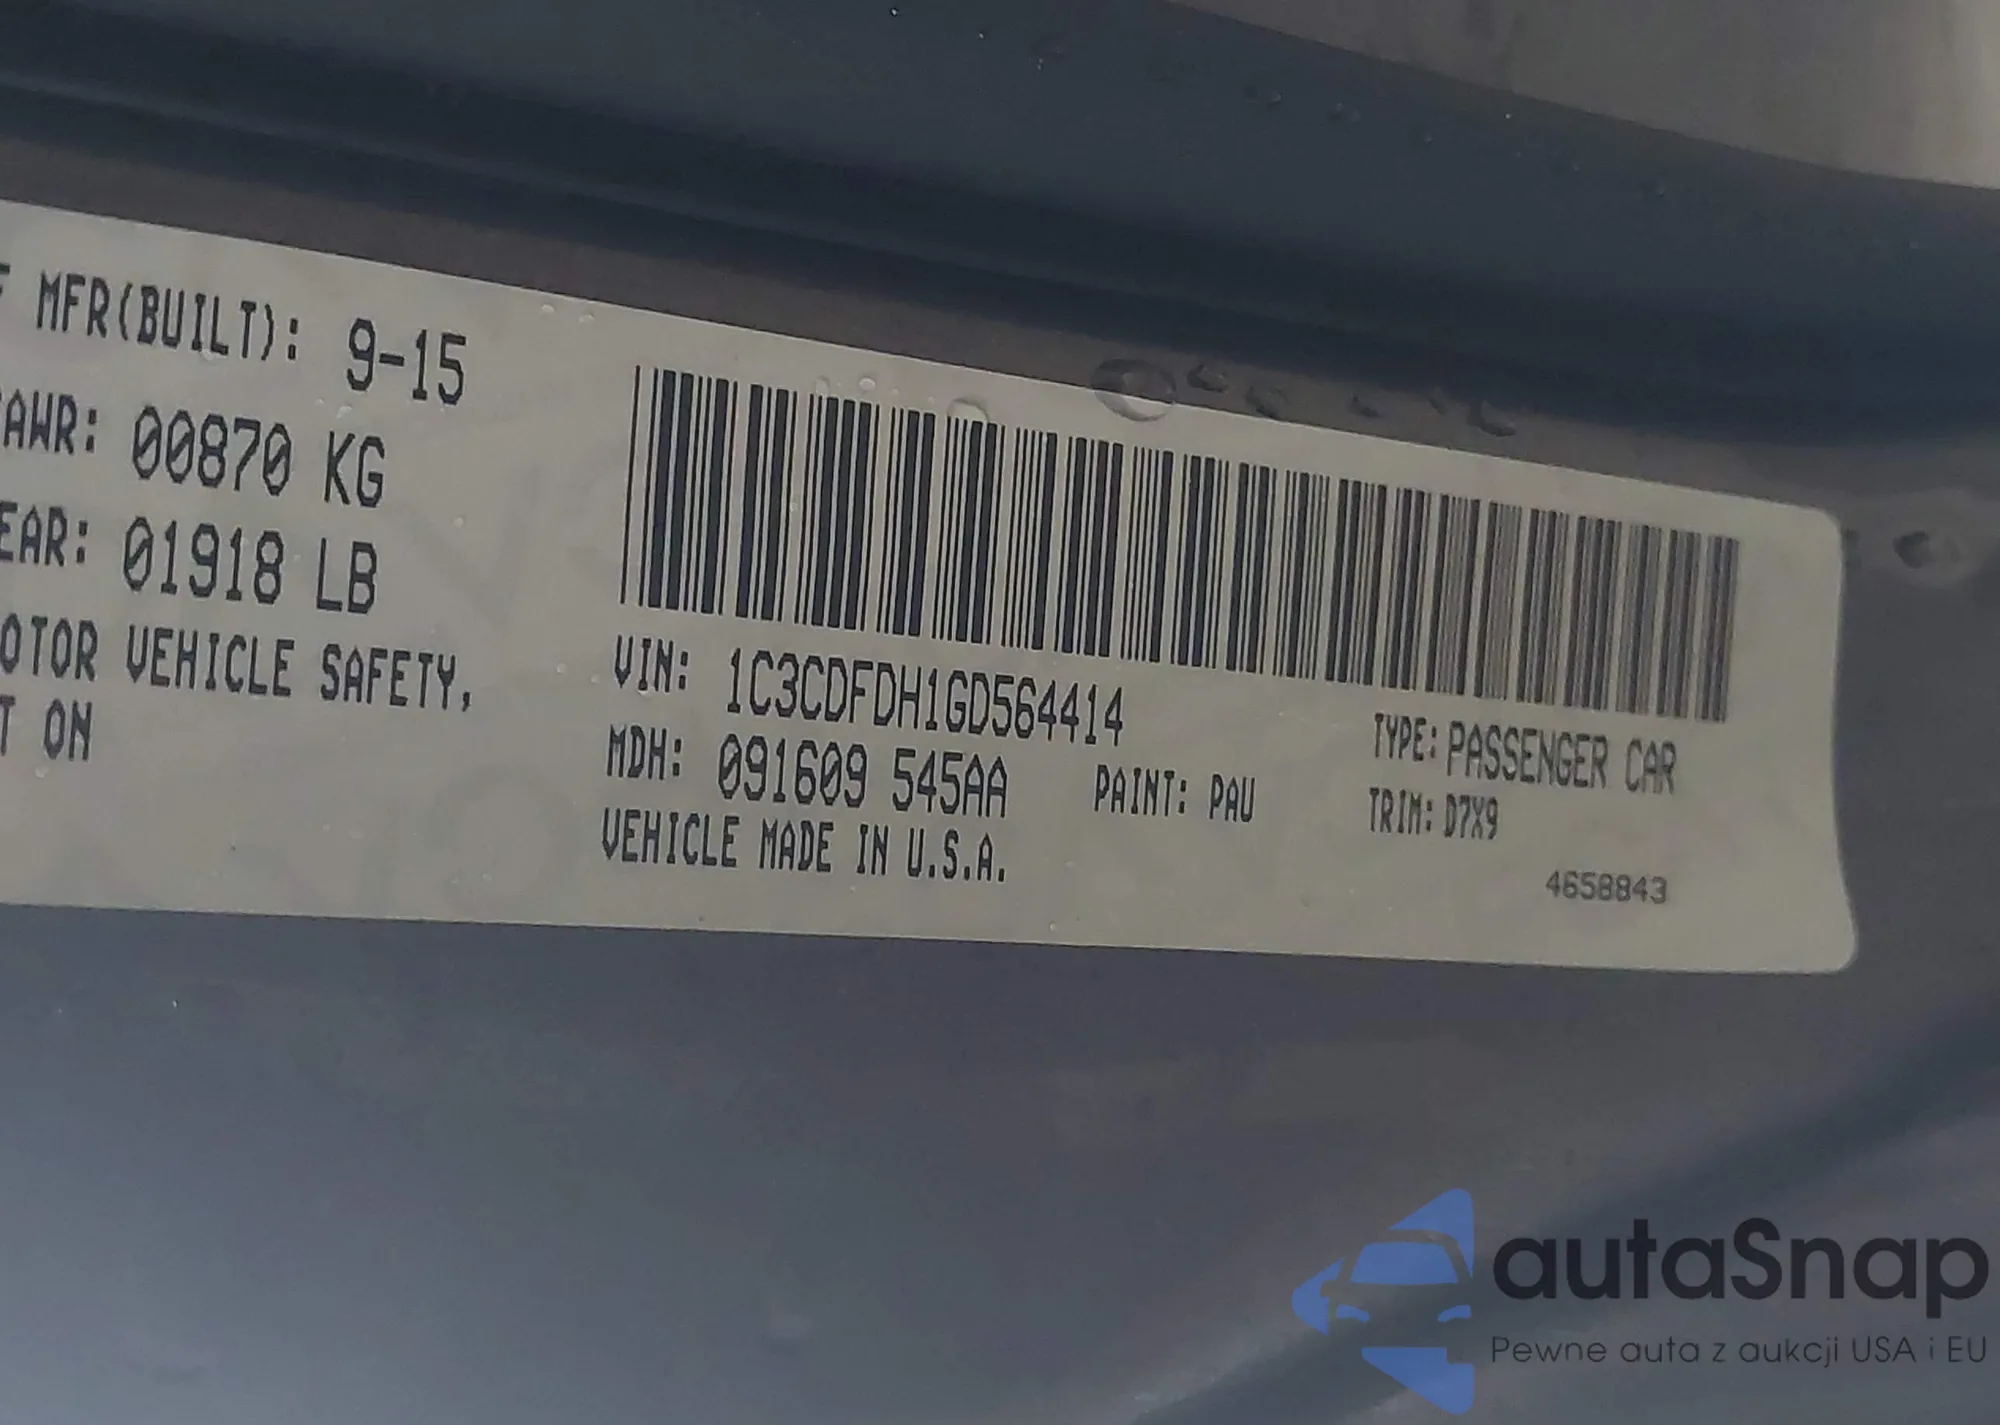 MFR(BUILT): 9-15
AWR: 00870 KG
EAR: 01918 LB
OTOR VEHICLE SAFETY,
T ON
VIN: 1C3CDFDH1GD564414
MDH: 091609 545AA PAINT: PAU
VEHICLE MADE IN U.S.A.
TYPE: PASSENGER CAR
TRIM: D7X9
4658843
autaSnap
Pewne auta z aukcji USA i EU